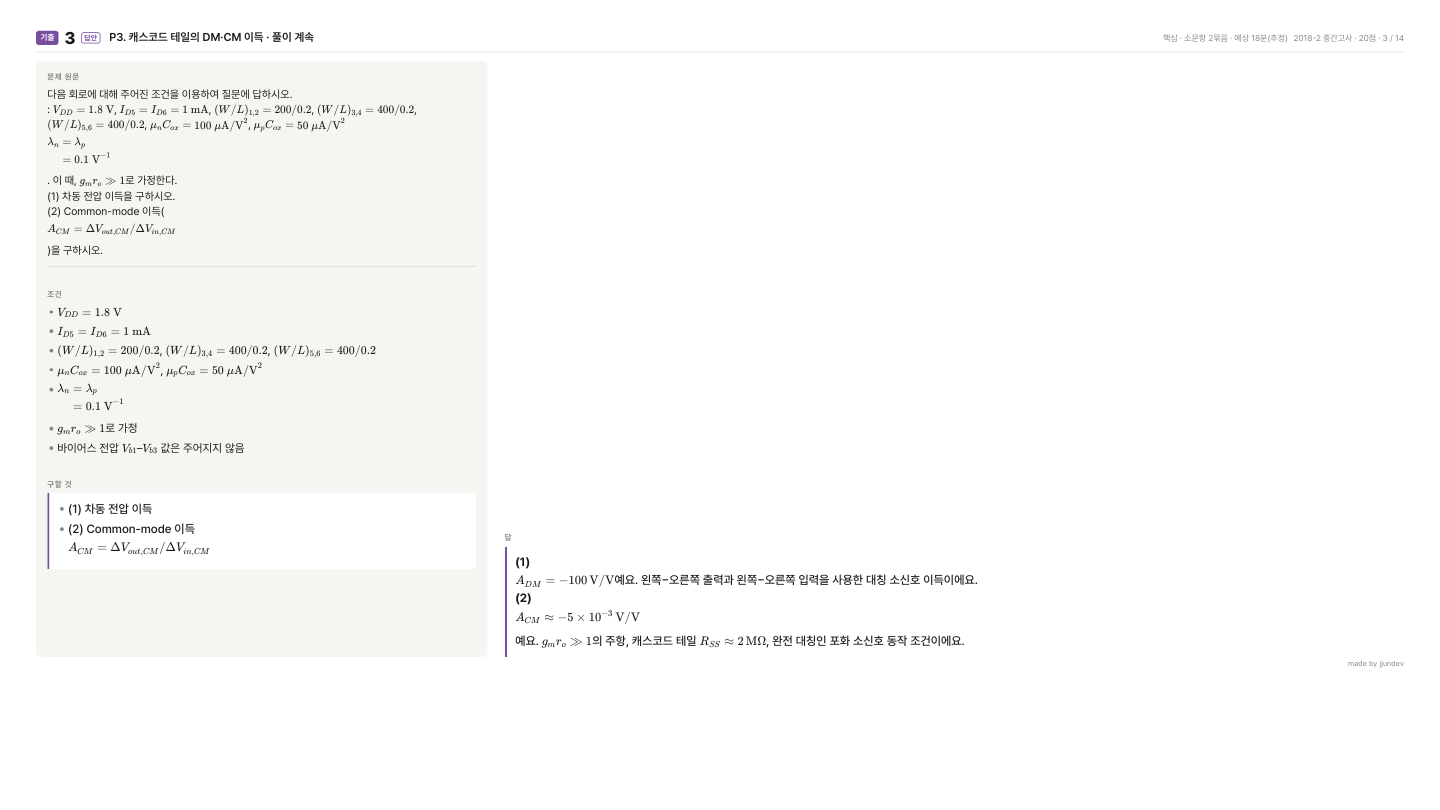 기출 3 답안 P3. 캐스코드 테일의 DM·CM 이득 · 풀이 계속
핵심 · 소문항 2묶음 · 예상 18분(추정) 2018-2 중간고사 · 20점 · 3 / 14
문제 원문
다음 회로에 대해 주어진 조건을 이용하여 질문에 답하시오.
: V_{DD} = 1.8 V, I_{D5} = I_{D6} = 1 mA, (W/L)_{1,2} = 200/0.2, (W/L)_{3,4} = 400/0.2,
(W/L)_{5,6} = 400/0.2, μ_nC_{ox} = 100 μA/V², μ_pC_{ox} = 50 μA/V²
λ_n = λ_p
= 0.1 V⁻¹
. 이 때, g_m r_o ≫ 1로 가정한다.
(1) 차동 전압 이득을 구하시오.
(2) Common-mode 이득(
A_{CM} = ΔV_{out,CM}/ΔV_{in,CM}
)을 구하시오.
조건
• V_{DD} = 1.8 V
• I_{D5} = I_{D6} = 1 mA
• (W/L)_{1,2} = 200/0.2, (W/L)_{3,4} = 400/0.2, (W/L)_{5,6} = 400/0.2
• μ_nC_{ox} = 100 μA/V², μ_pC_{ox} = 50 μA/V²
• λ_n = λ_p
= 0.1 V⁻¹
• g_m r_o ≫ 1로 가정
• 바이어스 전압 V_{b1}–V_{b3} 값은 주어지지 않음
구할 것
• (1) 차동 전압 이득
• (2) Common-mode 이득
A_{CM} = ΔV_{out,CM}/ΔV_{in,CM}
답
(1)
A_{DM} = −100 V/V예요. 왼쪽−오른쪽 출력과 왼쪽−오른쪽 입력을 사용한 대칭 소신호 이득이에요.
(2)
A_{CM} ≈ −5 × 10⁻³ V/V
예요. g_m r_o ≫ 1의 주항, 캐스코드 테일 R_{SS} ≈ 2 MΩ, 완전 대칭인 포화 소신호 동작 조건이에요.
made by jjundev